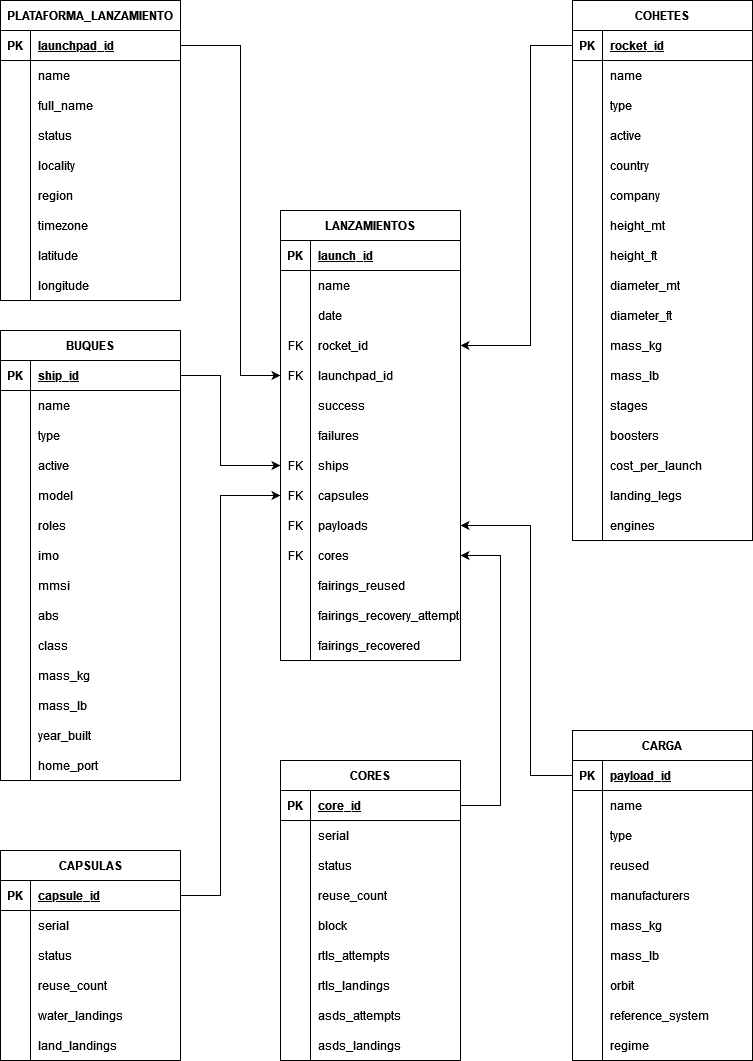 PLATAFORMA_LANZAMIENTO
PK launchpad_id
name
full_name
status
locality
region
timezone
latitude
longitude
COHETES
PK rocket_id
name
type
active
country
company
height_mt
height_ft
diameter_mt
diameter_ft
mass_kg
mass_lb
stages
boosters
cost_per_launch
landing_legs
engines
LANZAMIENTOS
PK launch_id
name
date
FK rocket_id
FK launchpad_id
success
failures
FK ships
FK capsules
FK payloads
FK cores
fairings_reused
fairings_recovery_attempt
fairings_recovered
BUQUES
PK ship_id
name
type
active
model
roles
imo
mmsi
abs
class
mass_kg
mass_lb
year_built
home_port
CARGA
PK payload_id
name
type
reused
manufacturers
mass_kg
mass_lb
orbit
reference_system
regime
CORES
PK core_id
serial
status
reuse_count
block
rtls_attempts
rtls_landings
asds_attempts
asds_landings
CAPSULAS
PK capsule_id
serial
status
reuse_count
water_landings
land_landings